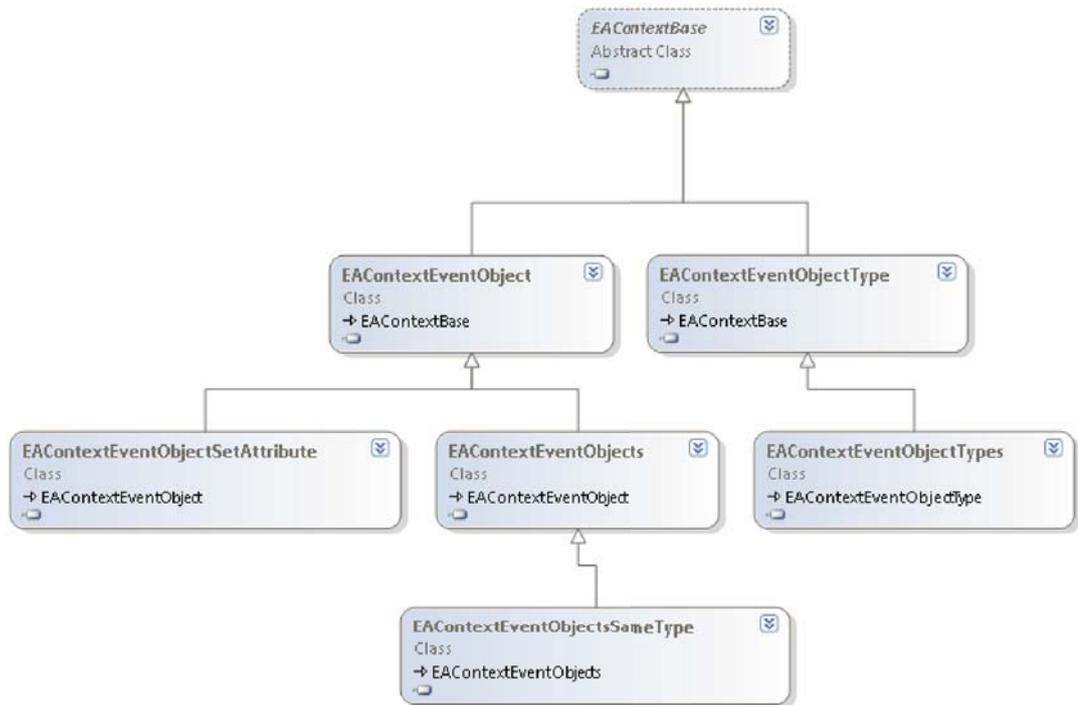 EAContextBase
Abstract Class
EAContextEventObject
Class
EAContextBase
EAContextEventObjectType
Class
EAContextBase
EAContextEventObjectSetAttribute
Class
EAContextEventObject
EAContextEventObjects
Class
EAContextEventObject
EAContextEventObjectTypes
Class
EAContextEventObjectType
EAContextEventObjectsSameType
Class
EAContextEventObjects